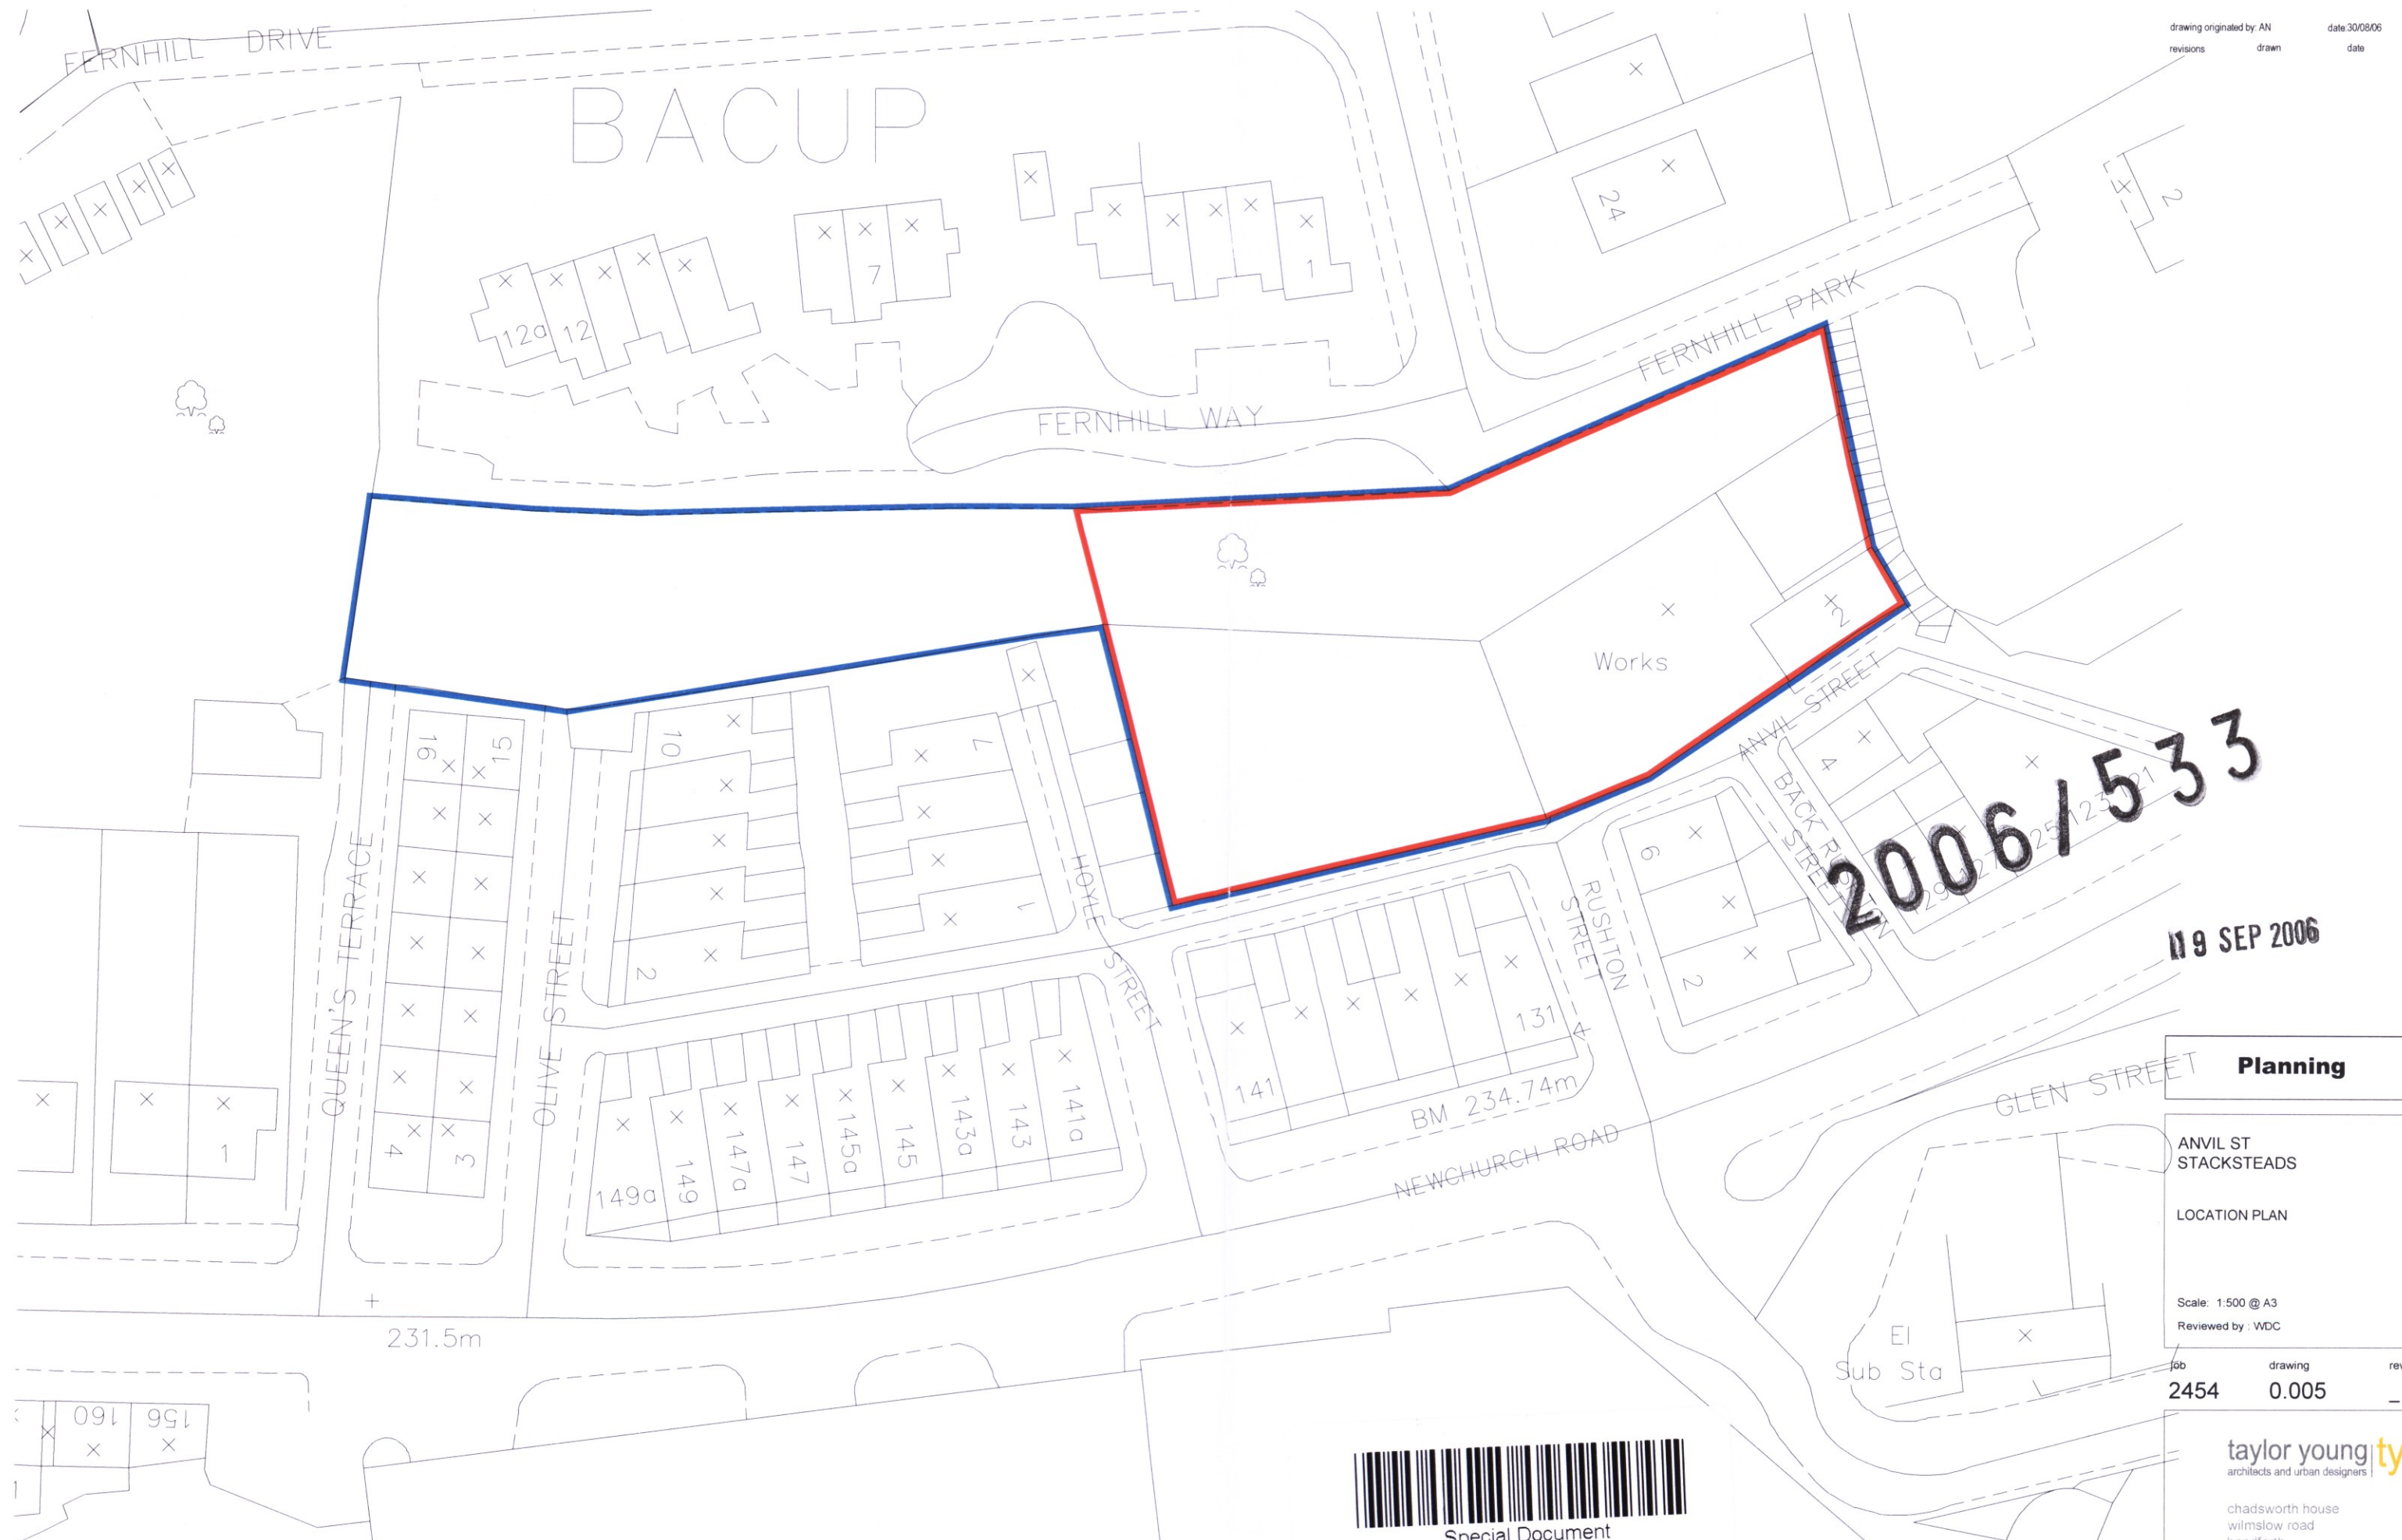 drawing originated by: AN date:30/08/06
revisions drawn date
FERNHILL DRIVE
BACUP
24
2
12a
12
7
1
FERNHILL PARK
FERNHILL WAY
2
Works
ANVIL STREET
16
15
10
7
4
BACK
STREET
2006/533
QUEEN'S TERRACE
OLIVE STREET
HOYLE STREET
1
2
6
2
RUSHTON STREET
19 SEP 2006
131
141
BM 234.74m
NEWCHURCH ROAD
GLEN STREET
1
4
3
149a
149
147a
147
145a
145
143a
143
141a
231.5m
El
Sub Sta
160
156
Planning
ANVIL ST
STACKSTEADS
LOCATION PLAN
Scale: 1:500 @ A3
Reviewed by : WDC
job drawing rev
2454 0.005 _
taylor young ty
architects and urban designers
chadsworth house
wilmslow road
Special Document